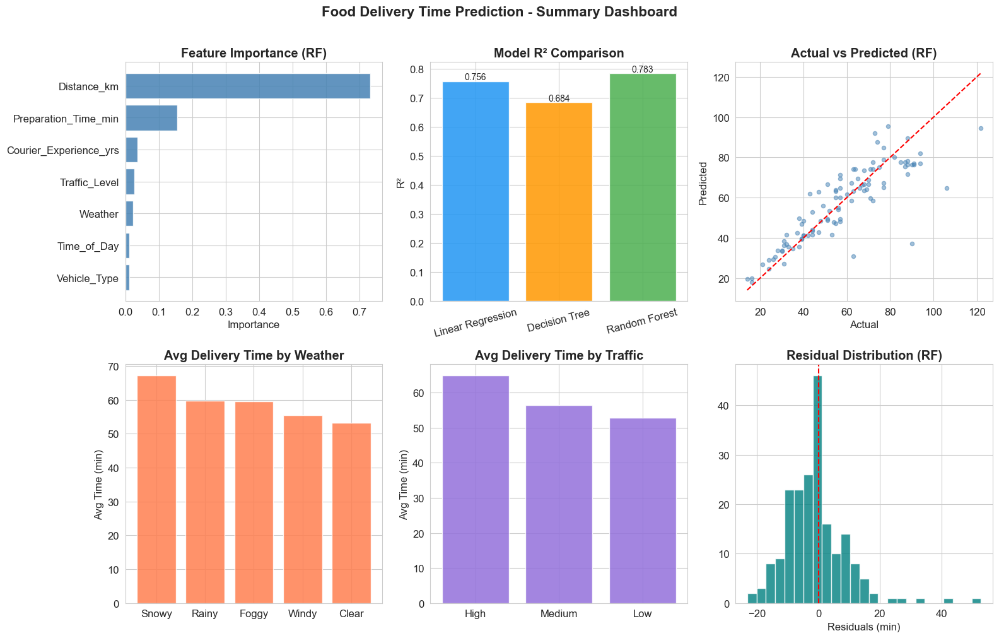 Food Delivery Time Prediction - Summary Dashboard
Feature Importance (RF)
Distance_km
Preparation_Time_min
Courier_Experience_yrs
Traffic_Level
Weather
Time_of_Day
Vehicle_Type
0.0 0.1 0.2 0.3 0.4 0.5 0.6 0.7
Importance
Model R² Comparison
R²
0.8
0.7
0.6
0.5
0.4
0.3
0.2
0.1
0.0
0.756
0.684
0.783
Linear Regression
Decision Tree
Random Forest
Actual vs Predicted (RF)
Predicted
120
100
80
60
40
20
20 40 60 80 100 120
Actual
Avg Delivery Time by Weather
Avg Time (min)
70
60
50
40
30
20
10
0
Snowy Rainy Foggy Windy Clear
Avg Delivery Time by Traffic
Avg Time (min)
60
50
40
30
20
10
0
High Medium Low
Residual Distribution (RF)
40
30
20
10
0
−20 0 20 40
Residuals (min)